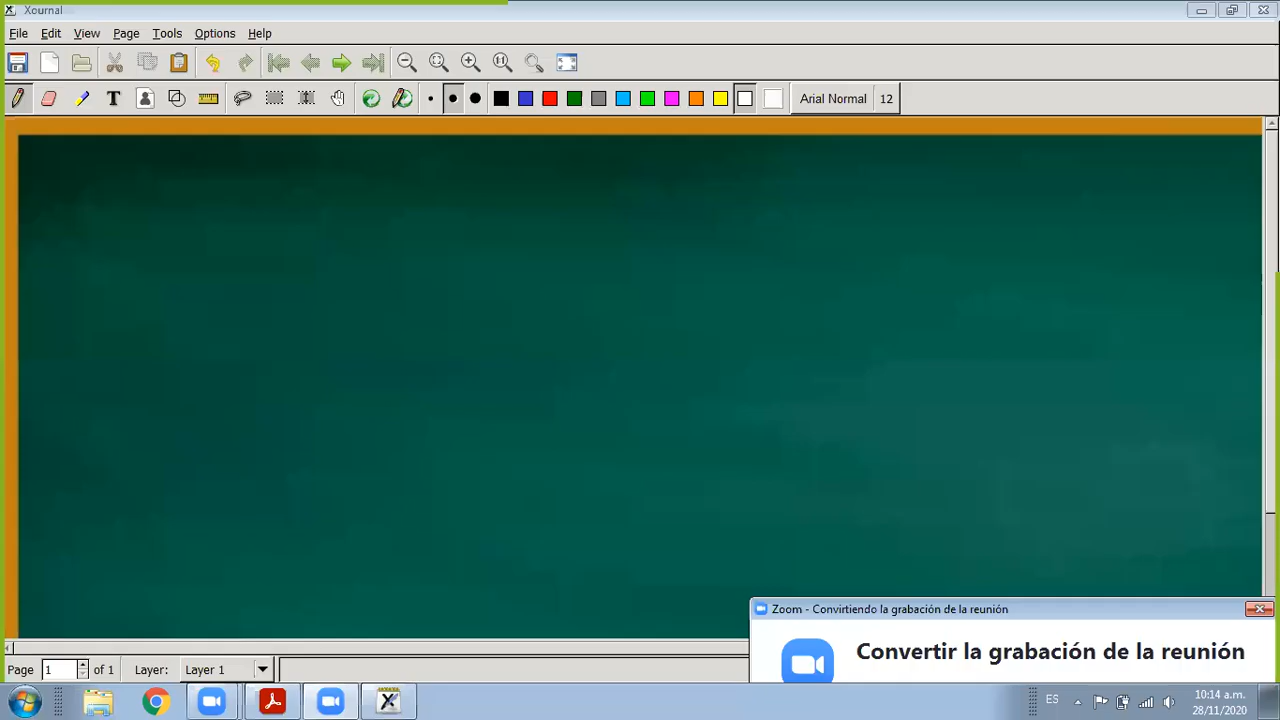 Xournal
File Edit View Page Tools Options Help
Arial Normal 12
Zoom - Convirtiendo la grabación de la reunión
Convertir la grabación de la reunión
Page 1 of 1 Layer: Layer 1
ES 10:14 a.m.
28/11/2020